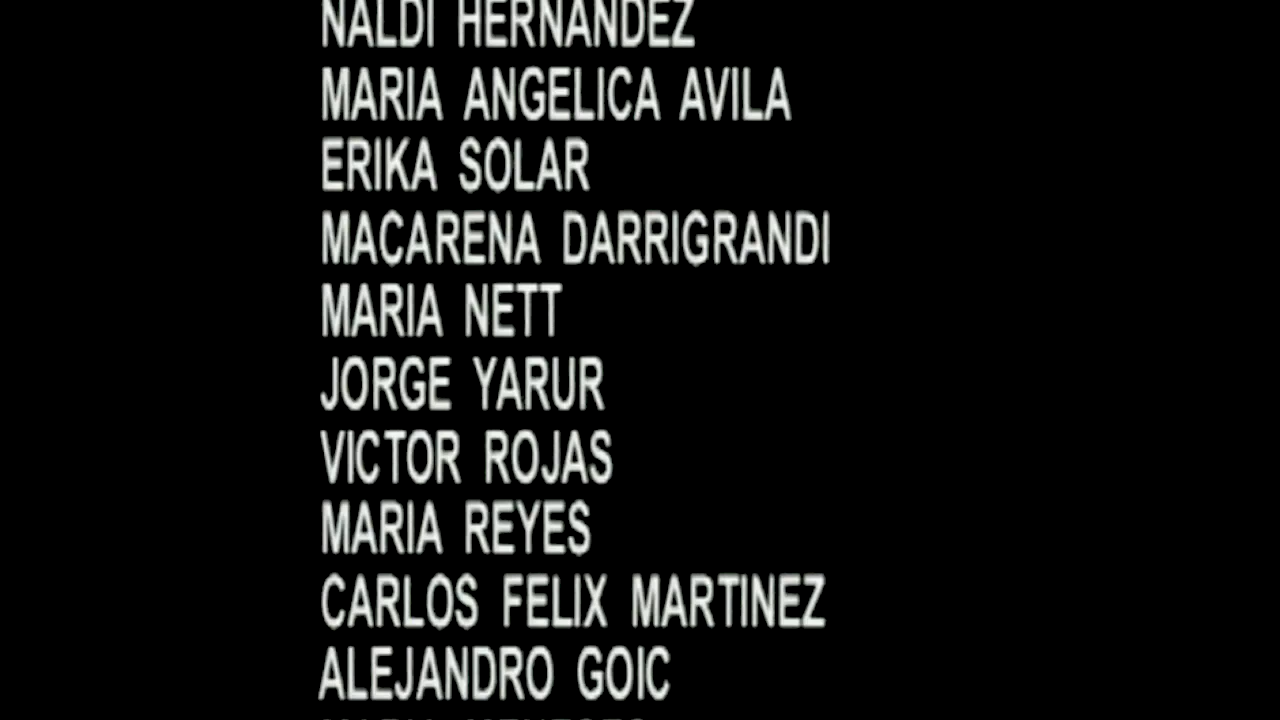 NALDI HERNANDEZ
MARIA ANGELICA AVILA
ERIKA SOLAR
MACARENA DARRIGRANDI
MARIA NETT
JORGE YARUR
VICTOR ROJAS
MARIA REYES
CARLOS FELIX MARTINEZ
ALEJANDRO GOIC